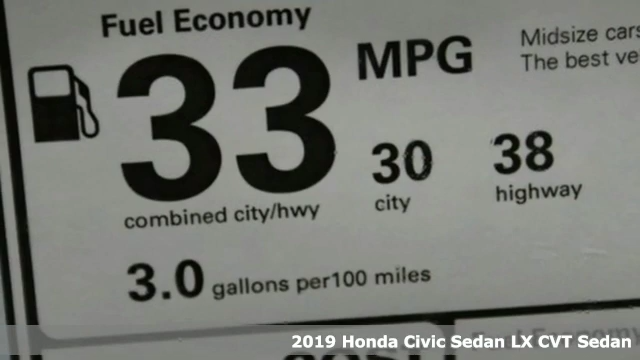 Fuel Economy
33 MPG
Midsize cars
The best
30 city
38 highway
combined city/hwy
3.0 gallons per100 miles
2019 Honda Civic Sedan LX CVT Sedan